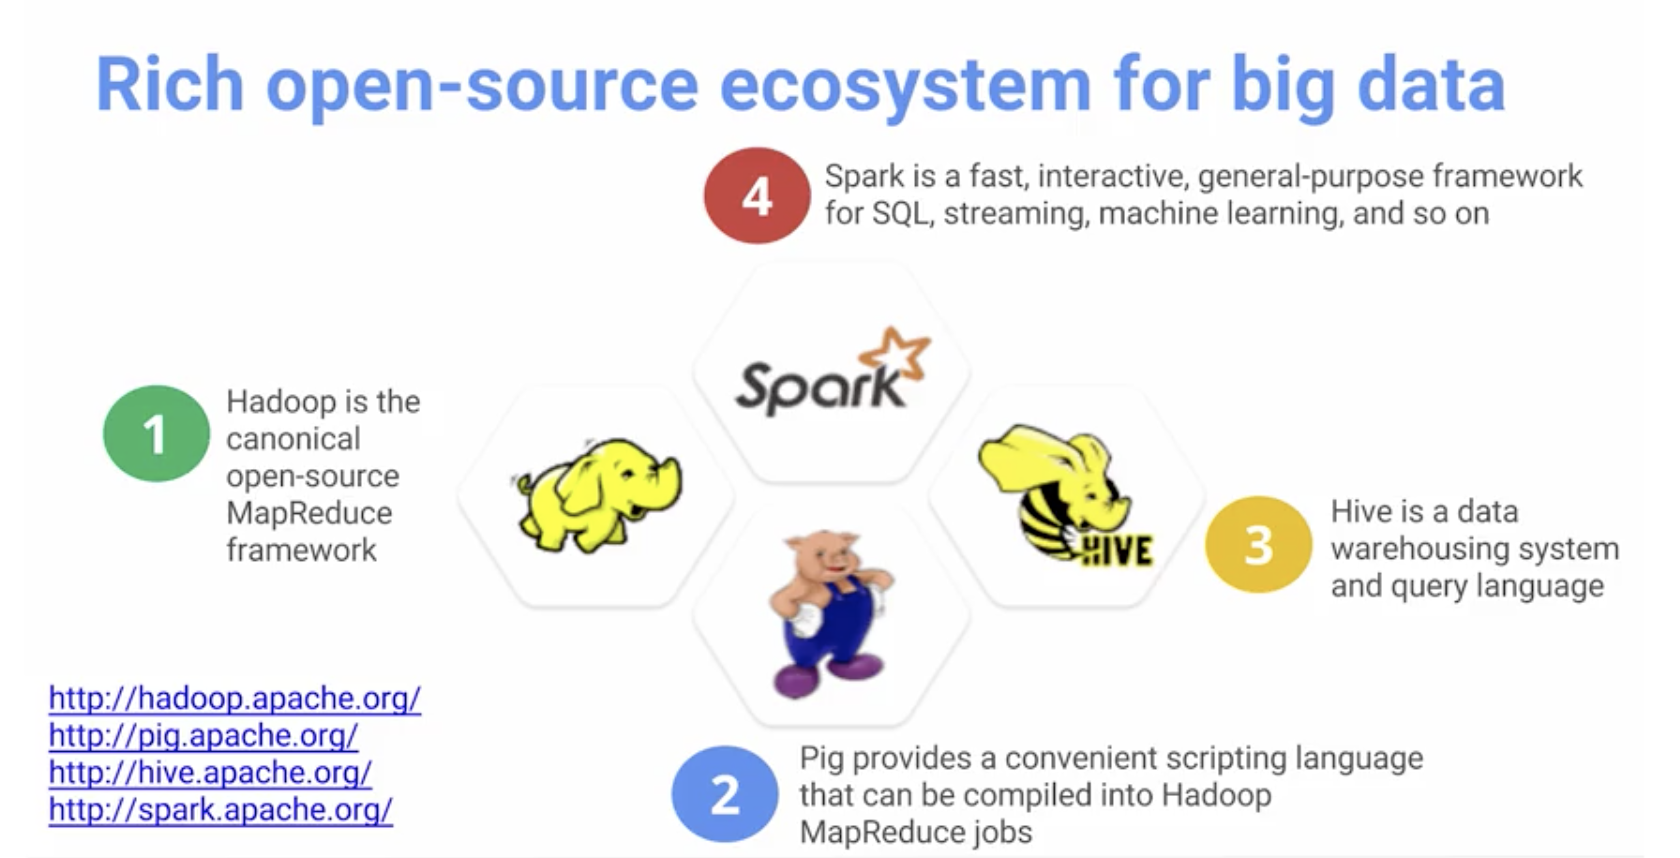 Rich open-source ecosystem for big data
4
Spark is a fast, interactive, general-purpose framework
for SQL, streaming, machine learning, and so on
Spark
1
Hadoop is the
canonical
open-source
MapReduce
framework
HIVE
3
Hive is a data
warehousing system
and query language
http://hadoop.apache.org/
http://pig.apache.org/
http://hive.apache.org/
http://spark.apache.org/
2
Pig provides a convenient scripting language
that can be compiled into Hadoop
MapReduce jobs